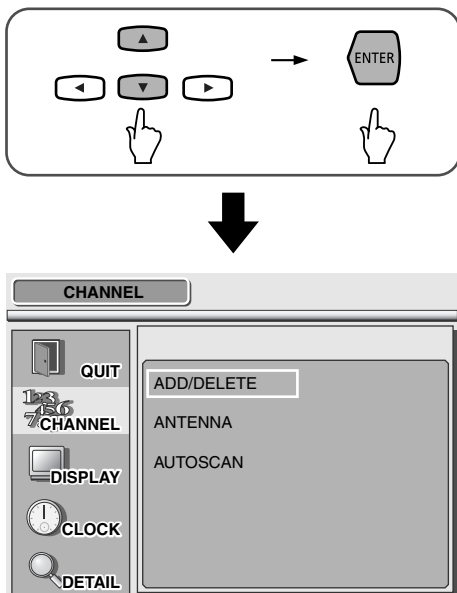 ENTER
CHANNEL
QUIT
CHANNEL
DISPLAY
CLOCK
DETAIL
ADD/DELETE
ANTENNA
AUTOSCAN